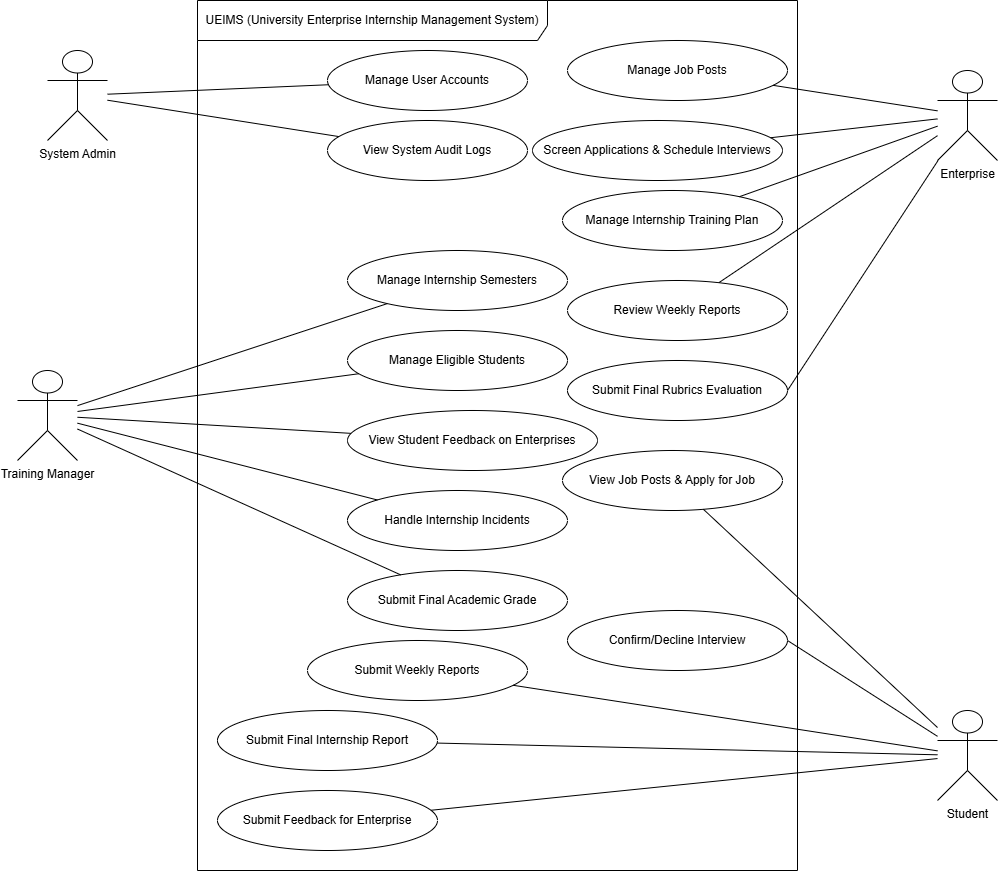 UEIMS (University Enterprise Internship Management System)
System Admin
Manage User Accounts
View System Audit Logs
Manage Job Posts
Screen Applications & Schedule Interviews
Manage Internship Training Plan
Enterprise
Manage Internship Semesters
Review Weekly Reports
Manage Eligible Students
Submit Final Rubrics Evaluation
Training Manager
View Student Feedback on Enterprises
View Job Posts & Apply for Job
Handle Internship Incidents
Submit Final Academic Grade
Confirm/Decline Interview
Submit Weekly Reports
Submit Final Internship Report
Submit Feedback for Enterprise
Student